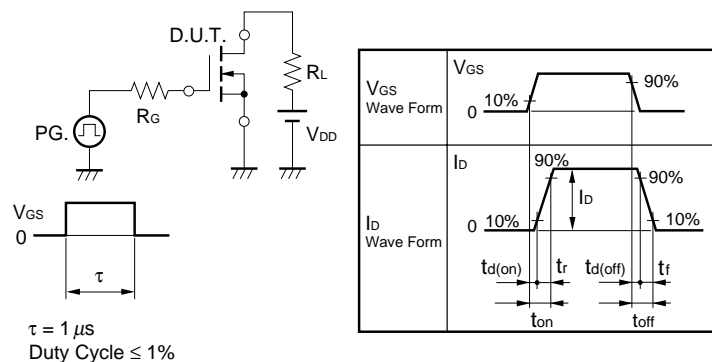 D.U.T.
RL
RG
PG.
VDD
VGS
0
τ
τ = 1 μs
Duty Cycle ≤ 1%
VGS
Wave Form
VGS
10%
90%
0
ID
Wave Form
ID
90%
90%
ID
0
10%
10%
td(on)
tr
td(off)
tf
ton
toff